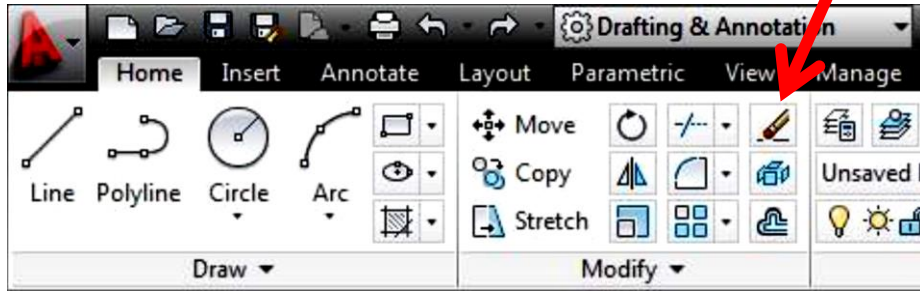 Drafting & Annotation
Home Insert Annotate Layout Parametric View Manage
Move
Copy
Unsaved
Line Polyline Circle Arc
Stretch
Draw Modify